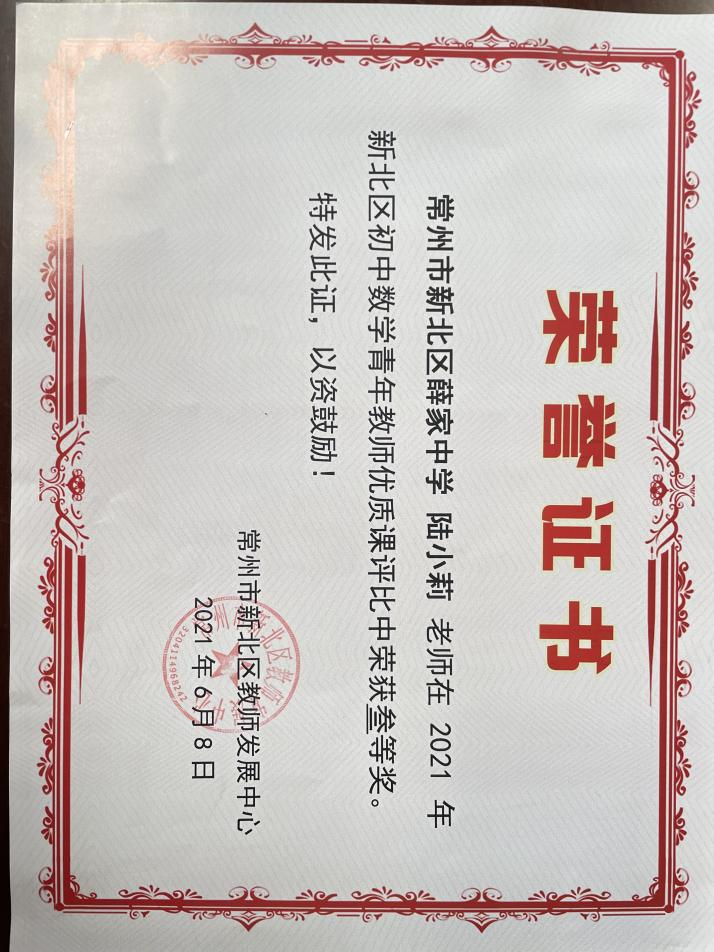 荣誉证书
常州市新北区薛家中学 陆小莉 老师在 2021 年
新北区初中数学青年教师优质课评比中荣获叁等奖。
特发此证，以资鼓励！
常州市新北区教师发展中心
2021 年 6 月 8 日
3204114968242